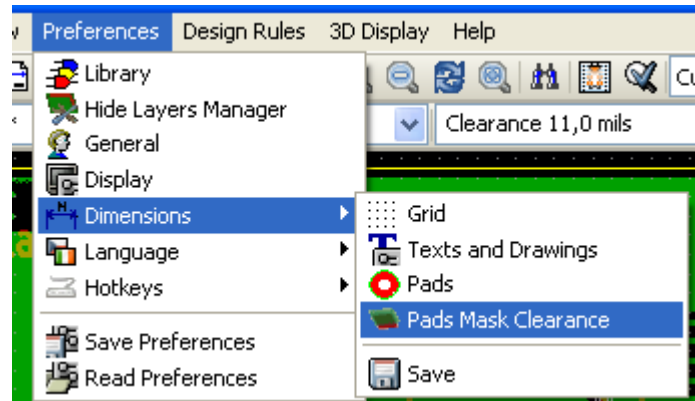 Preferences Design Rules 3D Display Help
Library
Hide Layers Manager
General
Display
Dimensions
Language
Hotkeys
Save Preferences
Read Preferences
Clearance 11,0 mils
Grid
Texts and Drawings
Pads
Pads Mask Clearance
Save